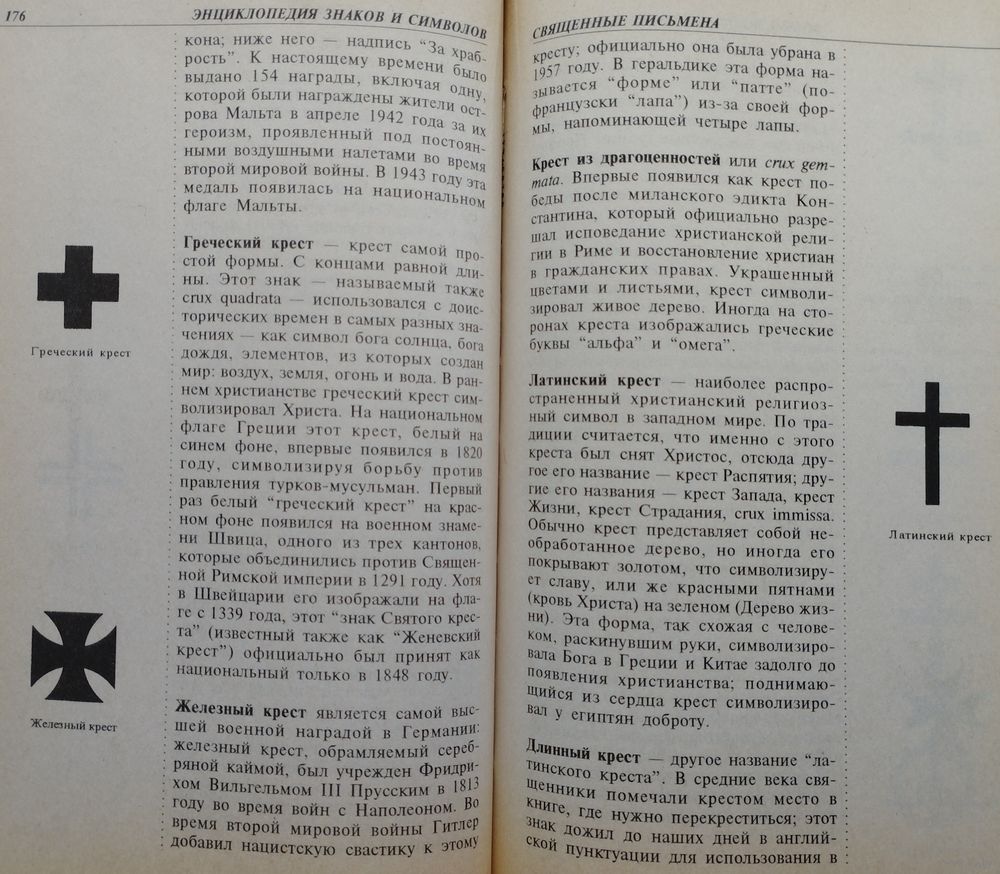 176
ЭНЦИКЛОПЕДИЯ ЗНАКОВ И СИМВОЛОВ
кона; ниже него — надпись “За храб-
рость”. К настоящему времени было
выдано 154 награды, включая одну,
которой были награждены жители ост-
рова Мальта в апреле 1942 года за их
героизм, проявленный под постоян-
ными воздушными налетами во время
второй мировой войны. В 1943 году эта
медаль появилась на национальном
флаге Мальты.
Греческий крест — крест самой про-
стой формы. С концами равной дли-
ны. Этот знак — называемый также
crux quadrata — использовался с доис-
торических времен в самых разных зна-
чениях — как символ бога солнца, бога
дождя, элементов, из которых создан
мир: воздух, земля, огонь и вода. В ран-
нем христианстве греческий крест сим-
волизировал Христа. На национальном
флаге Греции этот крест, белый на
синем фоне, впервые появился в 1820
году, символизируя борьбу против
правления турков-мусульман. Первый
раз белый “греческий крест” на крас-
ном фоне появился на военном знаме-
ни Швица, одного из трех кантонов,
которые объединились против Священ-
ной Римской империи в 1291 году. Хотя
в Швейцарии его изображали на фла-
ге с 1339 года, этот “знак Святого крес-
та” (известный также как “Женевский
крест”) официально был принят как
национальный только в 1848 году.
Железный крест является самой выс-
шей военной наградой в Германии:
железный крест, обрамляемый сереб-
ряной каймой, был учрежден Фридри-
хом Вильгельмом III Прусским в 1813
году во время войн с Наполеоном. Во
время второй мировой войны Гитлер
добавил нацистскую свастику к этому
Греческий крест
Железный крест
СВЯЩЕННЫЕ ПИСЬМЕНА
кресту; официально она была убрана в
1957 году. В геральдике эта форма на-
зывается “форме” или “патте” (по-
французски “лапа”) из-за своей фор-
мы, напоминающей четыре лапы.
Крест из драгоценностей или crux gem-
mata. Впервые появился как крест по-
беды после миланского эдикта Кон-
стантина, который официально разре-
шал исповедание христианской рели-
гии в Риме и восстановление христиан
в гражданских правах. Украшенный
цветами и листьями, крест символи-
зировал живое дерево. Иногда на сто-
ронах креста изображались греческие
буквы “альфа” и “омега”.
Латинский крест — наиболее распро-
страненный христианский религиоз-
ный символ в западном мире. По тра-
диции считается, что именно с этого
креста был снят Христос, отсюда дру-
гое его название — крест Распятия; дру-
гие его названия — крест Запада, крест
Жизни, крест Страдания, crux immissa.
Обычно крест представляет собой не-
обработанное дерево, но иногда его
покрывают золотом, что символизиру-
ет славу, или же красными пятнами
(кровь Христа) на зеленом (Дерево жиз-
ни). Эта форма, так схожая с челове-
ком, раскинувшим руки, символизиро-
вала Бога в Греции и Китае задолго до
появления христианства; поднимаю-
щийся из сердца крест символизиро-
вал у египтян доброту.
Длинный крест — другое название “ла-
тинского креста”. В средние века свя-
щенники помечали крестом место в
книге, где нужно перекреститься; этот
знак дожил до наших дней в англий-
ской пунктуации для использования в
Латинский крест